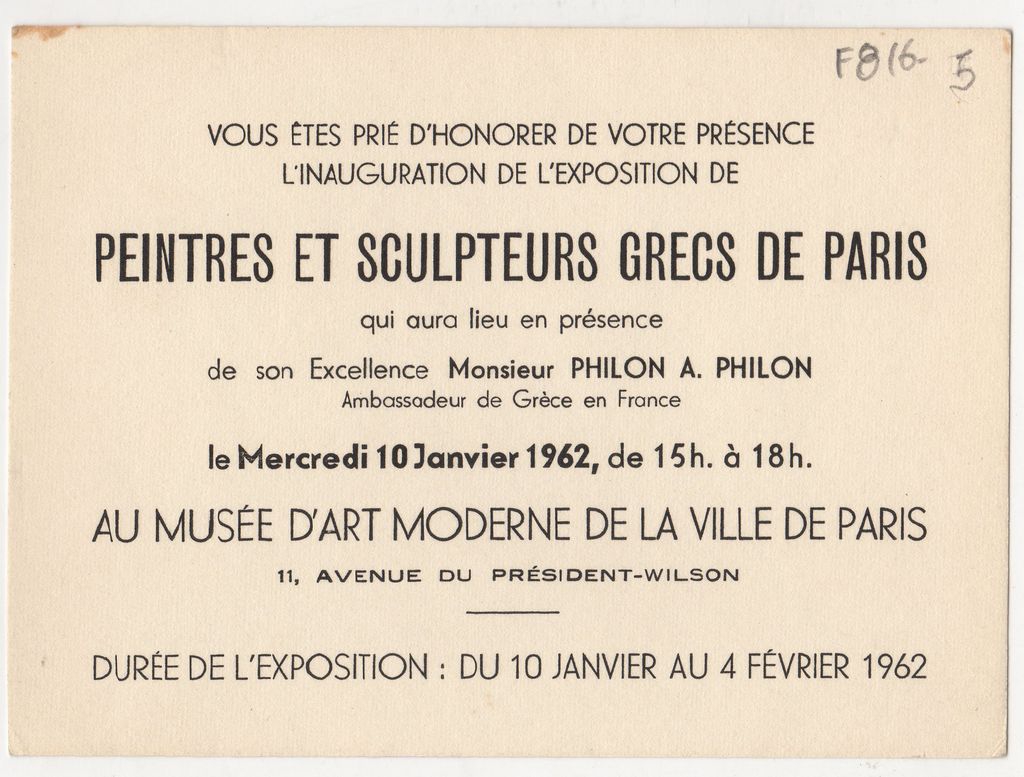 F816- 5
VOUS ÊTES PRIÉ D'HONORER DE VOTRE PRÉSENCE
L'INAUGURATION DE L'EXPOSITION DE
PEINTRES ET SCULPTEURS GRECS DE PARIS
qui aura lieu en présence
de son Excellence Monsieur PHILON A. PHILON
Ambassadeur de Grèce en France
le Mercredi 10 Janvier 1962, de 15h. à 18h.
AU MUSÉE D'ART MODERNE DE LA VILLE DE PARIS
11, AVENUE DU PRÉSIDENT-WILSON
DURÉE DE L'EXPOSITION : DU 10 JANVIER AU 4 FÉVRIER 1962